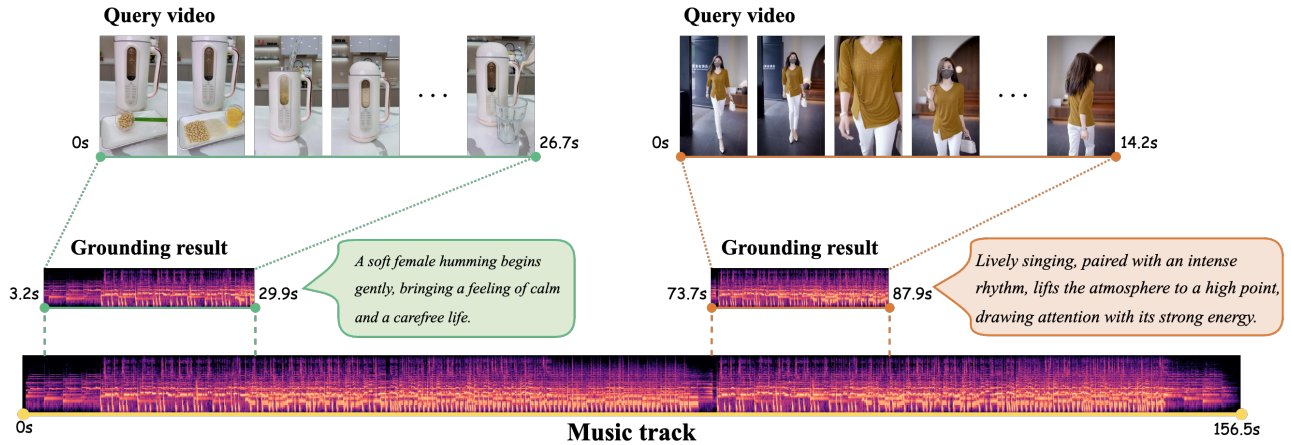 Query video
Query video
0s
26.7s
0s
14.2s
Grounding result
Grounding result
3.2s
29.9s
A soft female humming begins
gently, bringing a feeling of calm
and a carefree life.
73.7s
87.9s
Lively singing, paired with an intense
rhythm, lifts the atmosphere to a high point,
drawing attention with its strong energy.
0s
Music track
156.5s